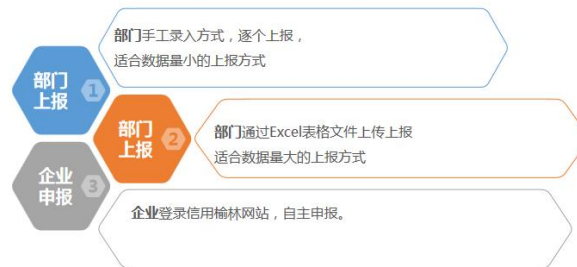 部门
上报
1
部门手工录入方式，逐个上报，
适合数据量小的上报方式
部门
上报
2
部门通过Excel表格文件上传上报
适合数据量大的上报方式
企业
申报
3
企业登录信用榆林网站，自主申报。